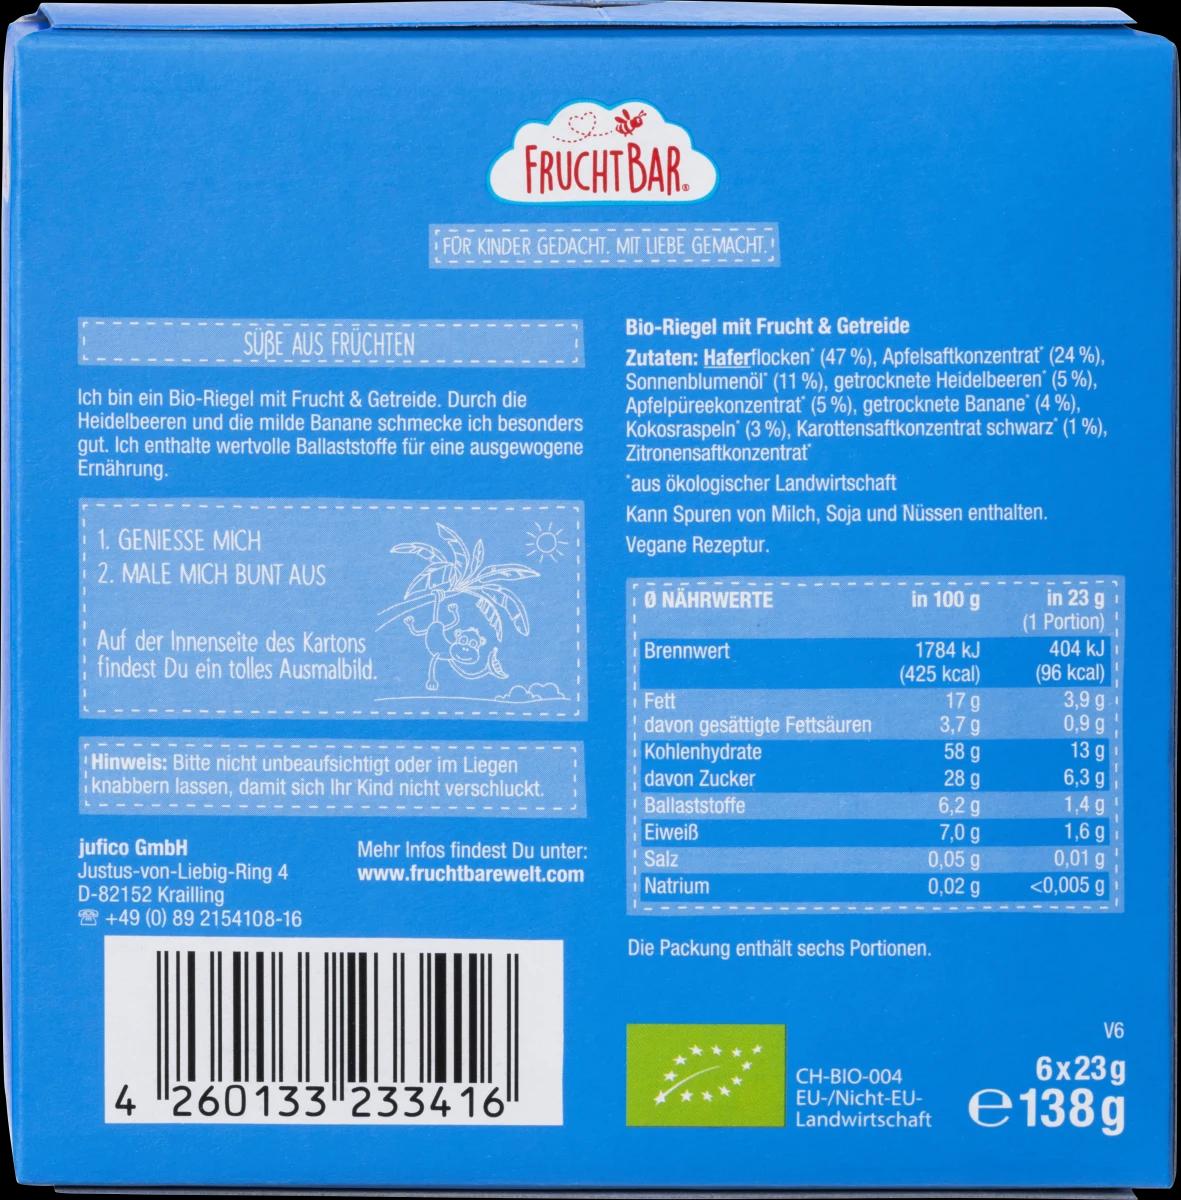 FRUCHTBAR®
FÜR KINDER GEDACHT. MIT LIEBE GEMACHT.
SÜßE AUS FRÜCHTEN
Ich bin ein Bio-Riegel mit Frucht & Getreide. Durch die
Heidelbeeren und die milde Banane schmecke ich besonders
gut. Ich enthalte wertvolle Ballaststoffe für eine ausgewogene
Ernährung.
1. GENIESSE MICH
2. MALE MICH BUNT AUS
Auf der Innenseite des Kartons
findest Du ein tolles Ausmalbild.
Hinweis: Bitte nicht unbeaufsichtigt oder im Liegen
knabbern lassen, damit sich Ihr Kind nicht verschluckt.
jufico GmbH
Justus-von-Liebig-Ring 4
D-82152 Krailling
☎ +49 (0) 89 2154108-16
Mehr Infos findest Du unter:
www.fruchtbarewelt.com
4 260133 233416
Bio-Riegel mit Frucht & Getreide
Zutaten: Haferflocken* (47 %), Apfelsaftkonzentrat* (24 %),
Sonnenblumenöl* (11 %), getrocknete Heidelbeeren* (5 %),
Apfelpüreekonzentrat* (5 %), getrocknete Banane* (4 %),
Kokosraspeln* (3 %), Karottensaftkonzentrat schwarz* (1 %),
Zitronensaftkonzentrat*
*aus ökologischer Landwirtschaft
Kann Spuren von Milch, Soja und Nüssen enthalten.
Vegane Rezeptur.
Ø NÄHRWERTE in 100 g in 23 g
(1 Portion)
Brennwert 1784 kJ 404 kJ
(425 kcal) (96 kcal)
Fett 17 g 3,9 g
davon gesättigte Fettsäuren 3,7 g 0,9 g
Kohlenhydrate 58 g 13 g
davon Zucker 28 g 6,3 g
Ballaststoffe 6,2 g 1,4 g
Eiweiß 7,0 g 1,6 g
Salz 0,05 g 0,01 g
Natrium 0,02 g <0,005 g
Die Packung enthält sechs Portionen.
V6
CH-BIO-004
EU-/Nicht-EU-
Landwirtschaft
6x23g
℮138g